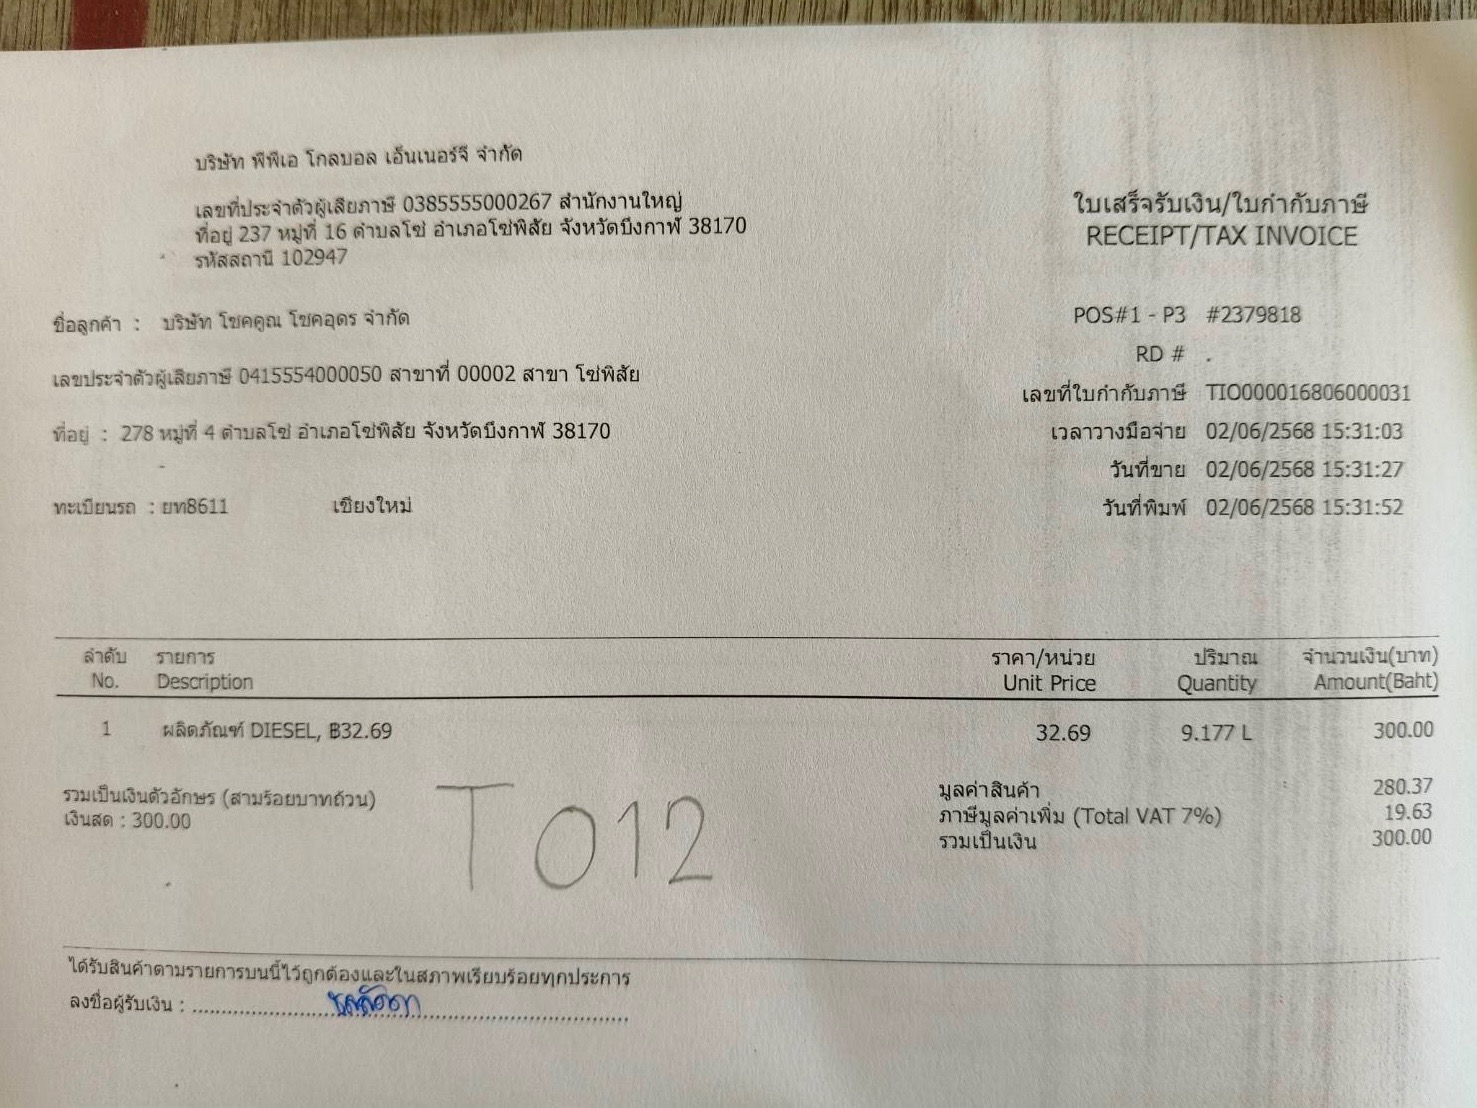 บริษัท พีพีเอ โกลบอล เอ็นเนอร์จี จำกัด
เลขที่ประจำตัวผู้เสียภาษี 0385555000267 สำนักงานใหญ่
ที่อยู่ 237 หมู่ที่ 16 ตำบลโซ่ อำเภอโซ่พิสัย จังหวัดบึงกาฬ 38170
รหัสสถานี 102947
ใบเสร็จรับเงิน/ใบกำกับภาษี
RECEIPT/TAX INVOICE
ชื่อลูกค้า : บริษัท โชคคูณ โชคอุดร จำกัด
เลขประจำตัวผู้เสียภาษี 0415554000050 สาขาที่ 00002 สาขา โซ่พิสัย
ที่อยู่ : 278 หมู่ที่ 4 ตำบลโซ่ อำเภอโซ่พิสัย จังหวัดบึงกาฬ 38170
-
ทะเบียนรถ : ยท8611 เชียงใหม่
POS#1 - P3 #2379818
RD # .
เลขที่ใบกำกับภาษี TIO000016806000031
เวลาวางมือจ่าย 02/06/2568 15:31:03
วันที่ขาย 02/06/2568 15:31:27
วันที่พิมพ์ 02/06/2568 15:31:52
ลำดับ รายการ ราคา/หน่วย ปริมาณ จำนวนเงิน(บาท)
No. Description Unit Price Quantity Amount(Baht)
1 ผลิตภัณฑ์ DIESEL, ฿32.69 32.69 9.177 L 300.00
รวมเป็นเงินตัวอักษร (สามร้อยบาทถ้วน)
เงินสด : 300.00
T012
มูลค่าสินค้า 280.37
ภาษีมูลค่าเพิ่ม (Total VAT 7%) 19.63
รวมเป็นเงิน 300.00
ได้รับสินค้าตามรายการบนนี้ไว้ถูกต้องและในสภาพเรียบร้อยทุกประการ
ลงชื่อผู้รับเงิน :